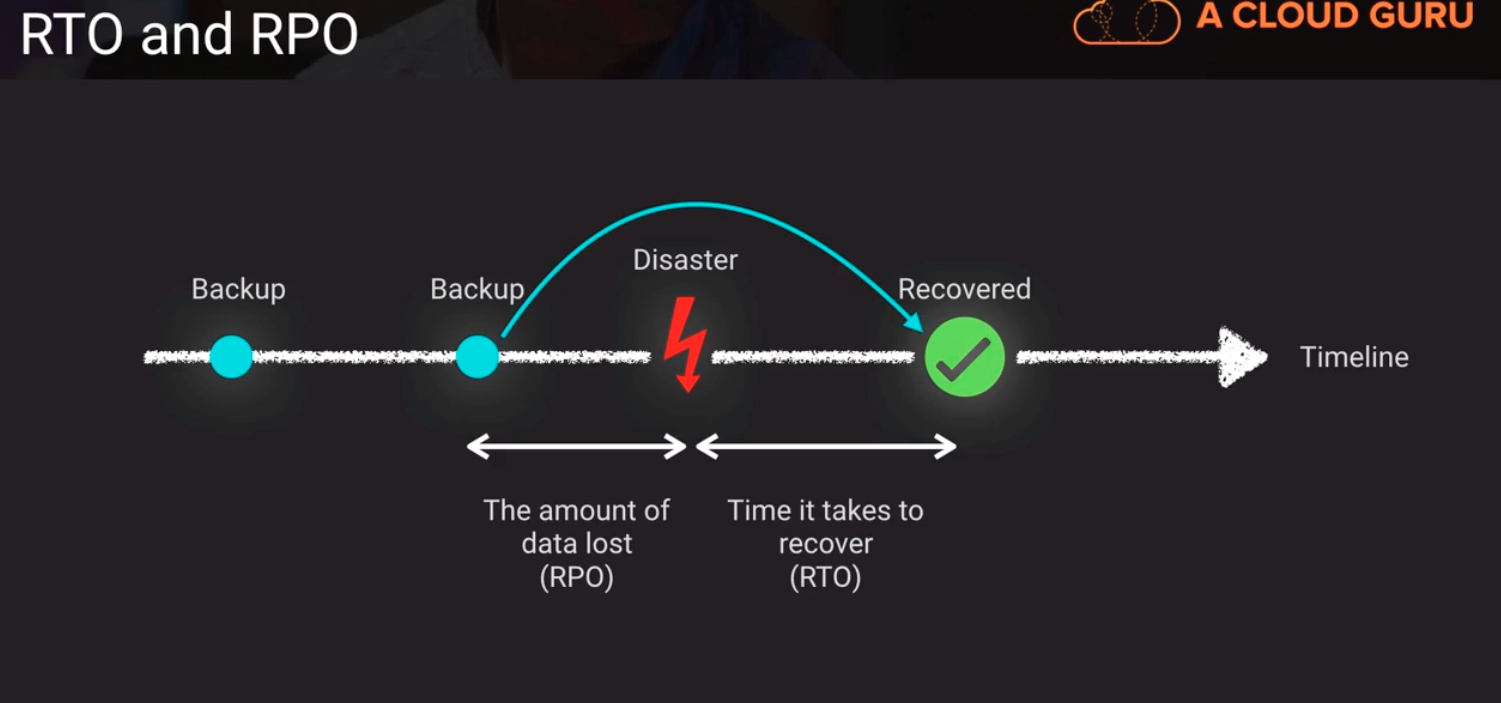 RTO and RPO
A CLOUD GURU
Disaster
Backup
Backup
Recovered
Timeline
The amount of
data lost
(RPO)
Time it takes to
recover
(RTO)